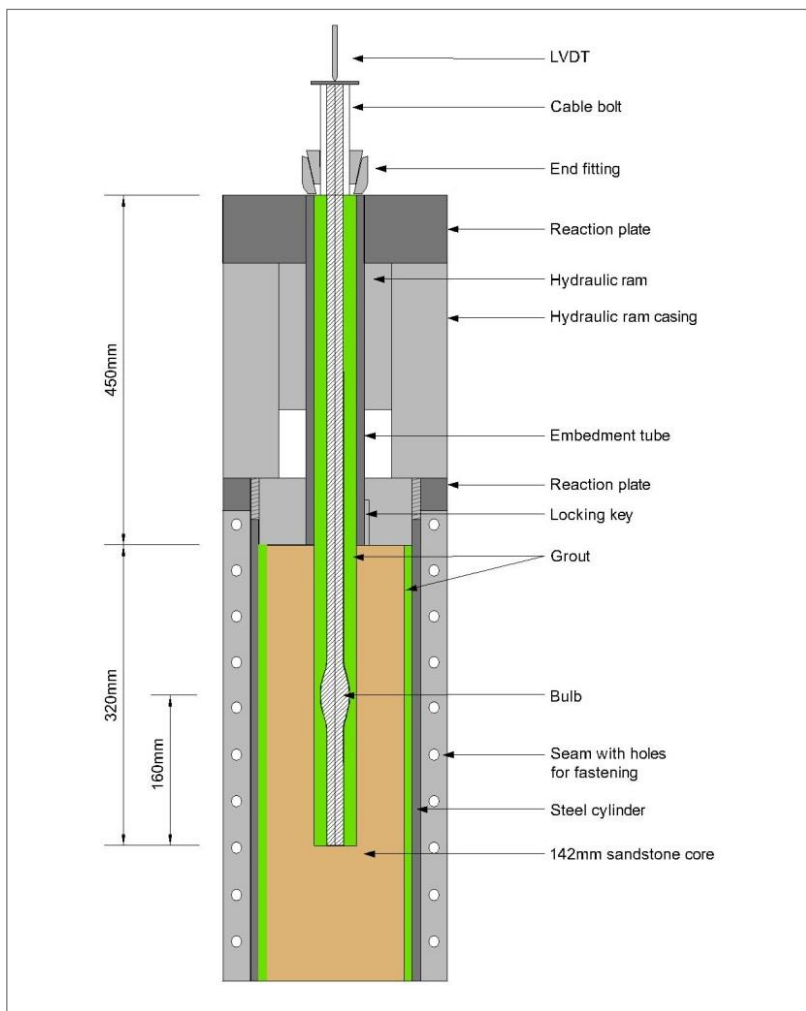 LVDT
Cable bolt
End fitting
Reaction plate
Hydraulic ram
Hydraulic ram casing
450mm
Embedment tube
Reaction plate
Locking key
Grout
320mm
Bulb
160mm
Seam with holes
for fastening
Steel cylinder
142mm sandstone core